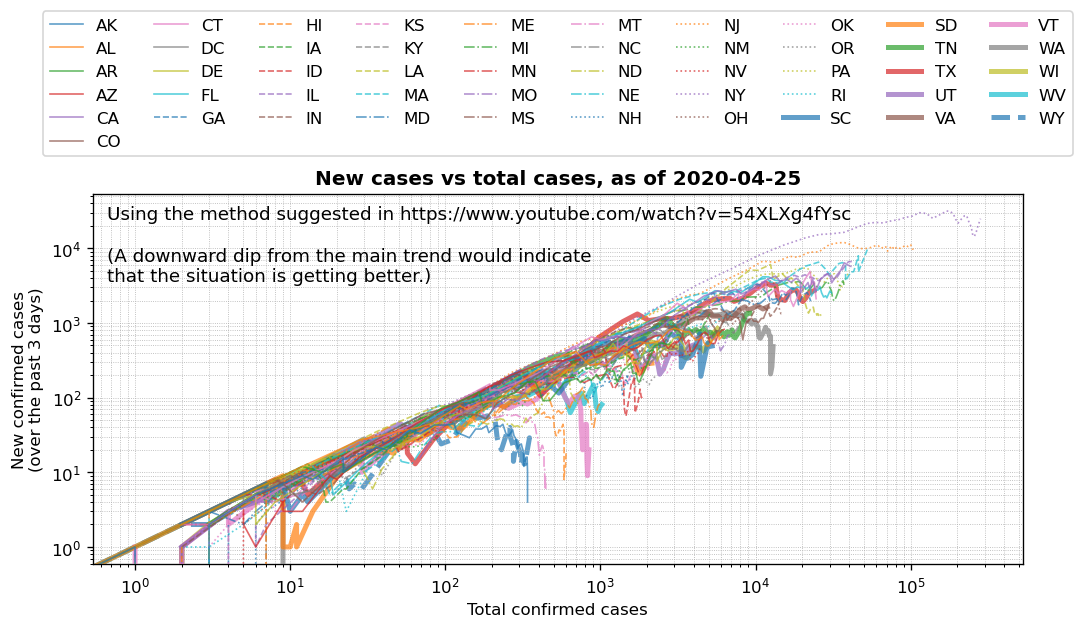 AK CT HI KS ME MT NJ OK SD VT
AL DC IA KY MI NC NM OR TN WA
AR DE ID LA MN ND NV PA TX WI
AZ FL IL MA MO NE NY RI UT WV
CA GA IN MD MS NH OH SC VA WY
CO
New cases vs total cases, as of 2020-04-25
Using the method suggested in https://www.youtube.com/watch?v=54XLXg4fYsc
(A downward dip from the main trend would indicate
that the situation is getting better.)
New confirmed cases
(over the past 3 days)
10⁴
10³
10²
10¹
10⁰
10⁰ 10¹ 10² 10³ 10⁴ 10⁵
Total confirmed cases